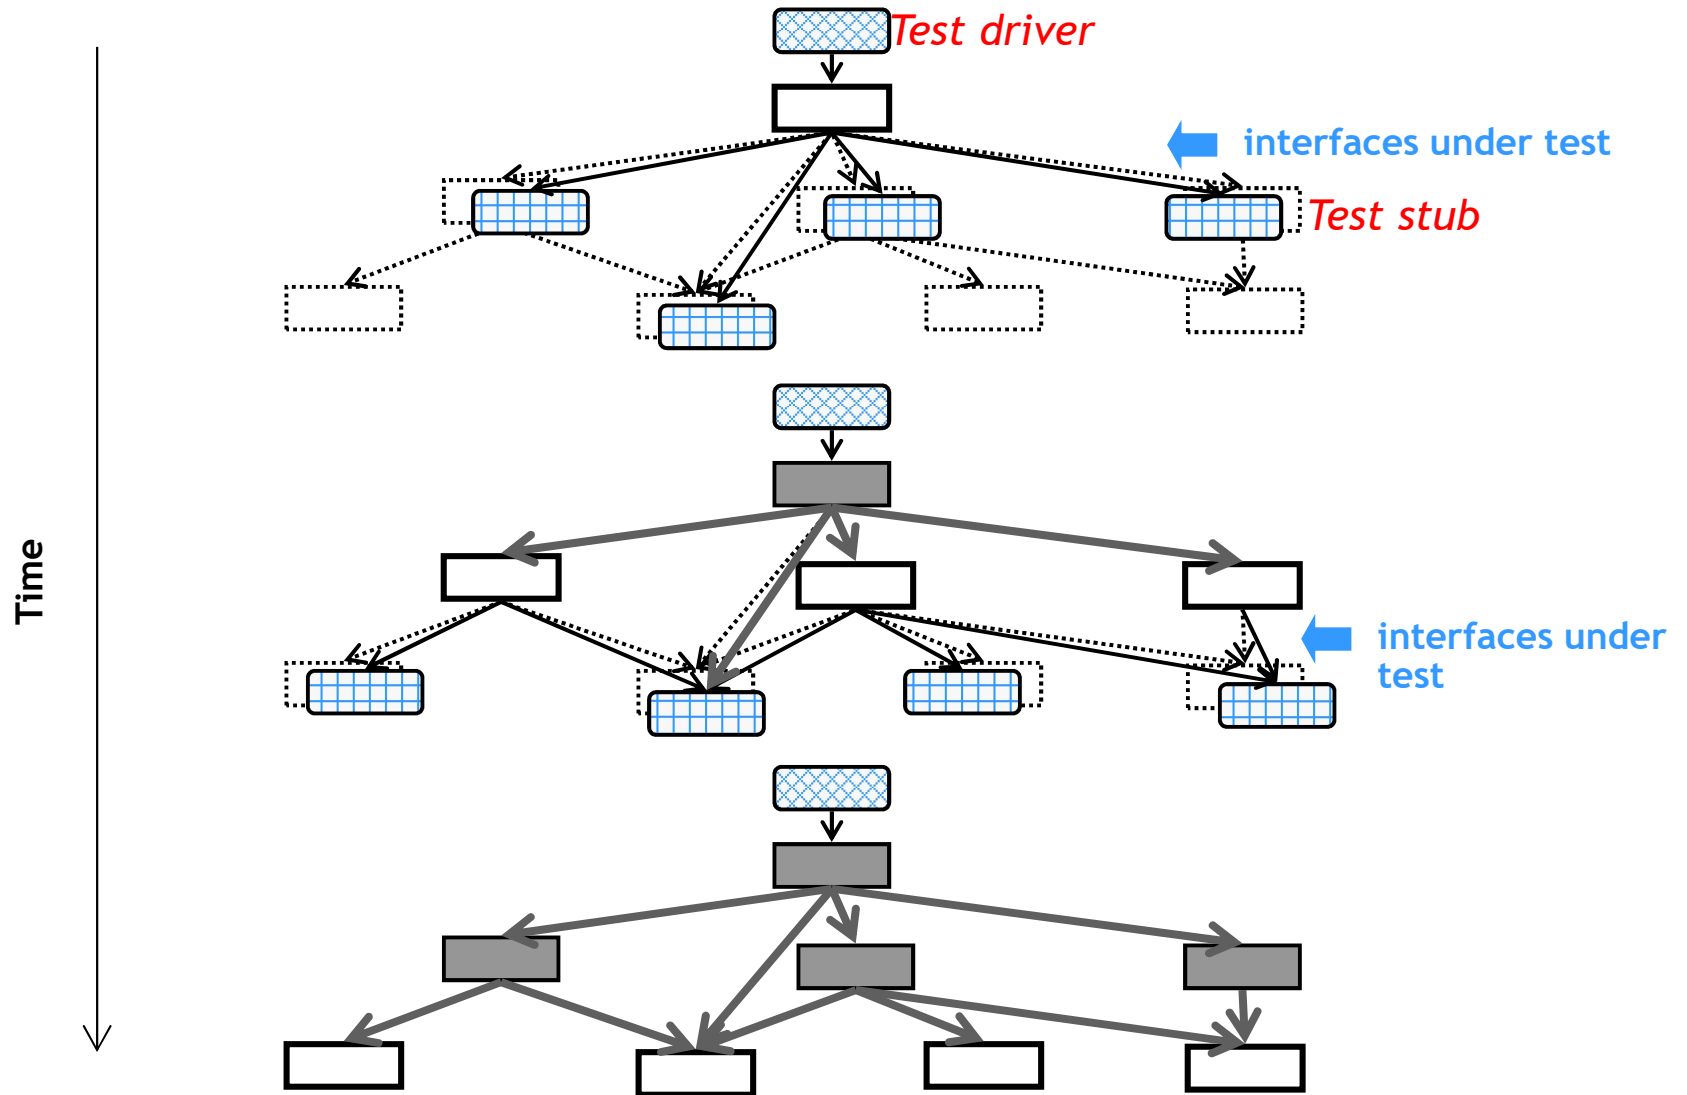 Test driver
interfaces under test
Test stub
Time
interfaces under
test